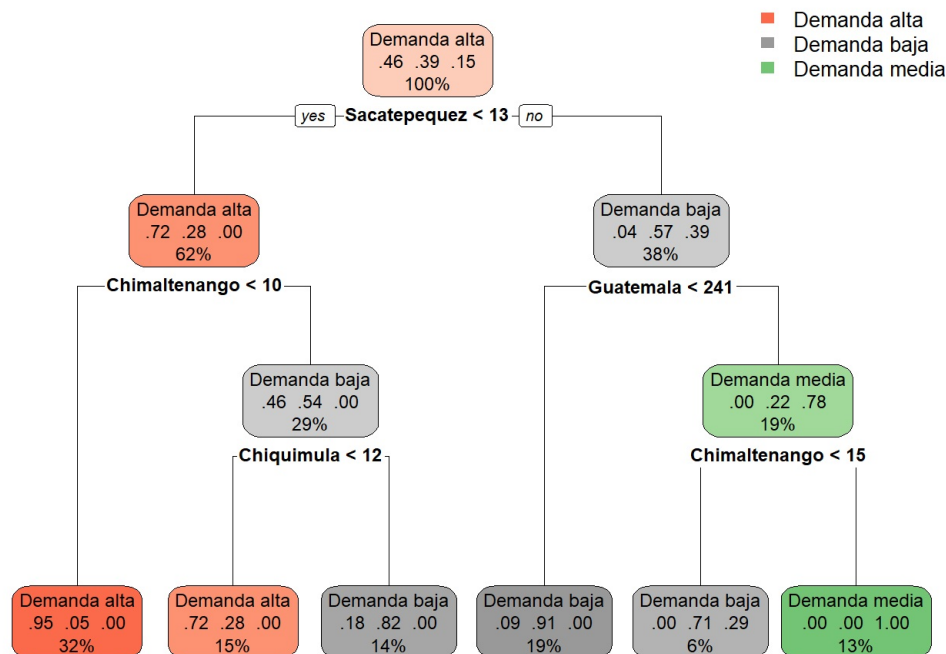 Demanda alta
Demanda baja
Demanda media
Demanda alta
.46 .39 .15
100%
yes Sacatepequez < 13 no
Demanda alta
.72 .28 .00
62%
Demanda baja
.04 .57 .39
38%
Chimaltenango < 10
Guatemala < 241
Demanda baja
.46 .54 .00
29%
Demanda media
.00 .22 .78
19%
Chiquimula < 12
Chimaltenango < 15
Demanda alta
.95 .05 .00
32%
Demanda alta
.72 .28 .00
15%
Demanda baja
.18 .82 .00
14%
Demanda baja
.09 .91 .00
19%
Demanda baja
.00 .71 .29
6%
Demanda media
.00 .00 1.00
13%